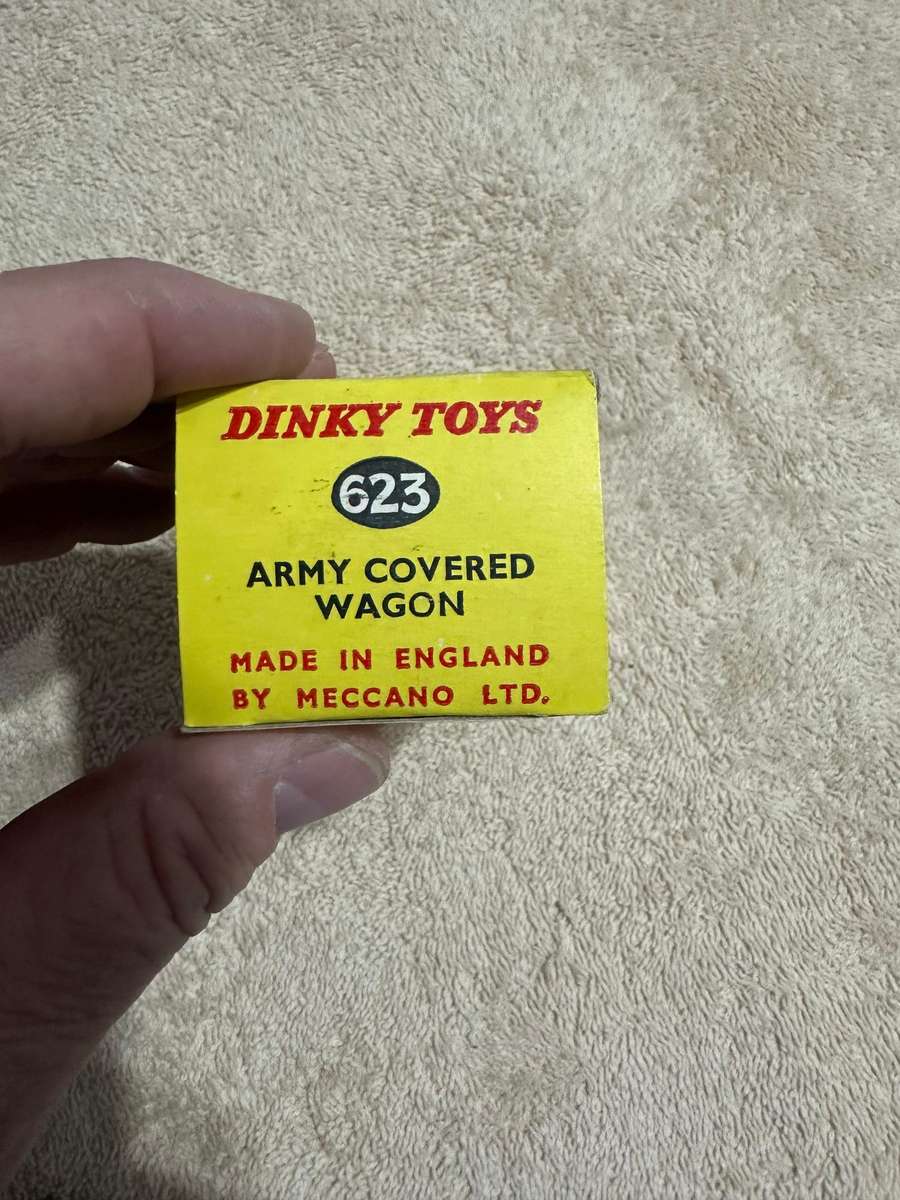 DINKY TOYS
623
ARMY COVERED
WAGON
MADE IN ENGLAND
BY MECCANO LTD.